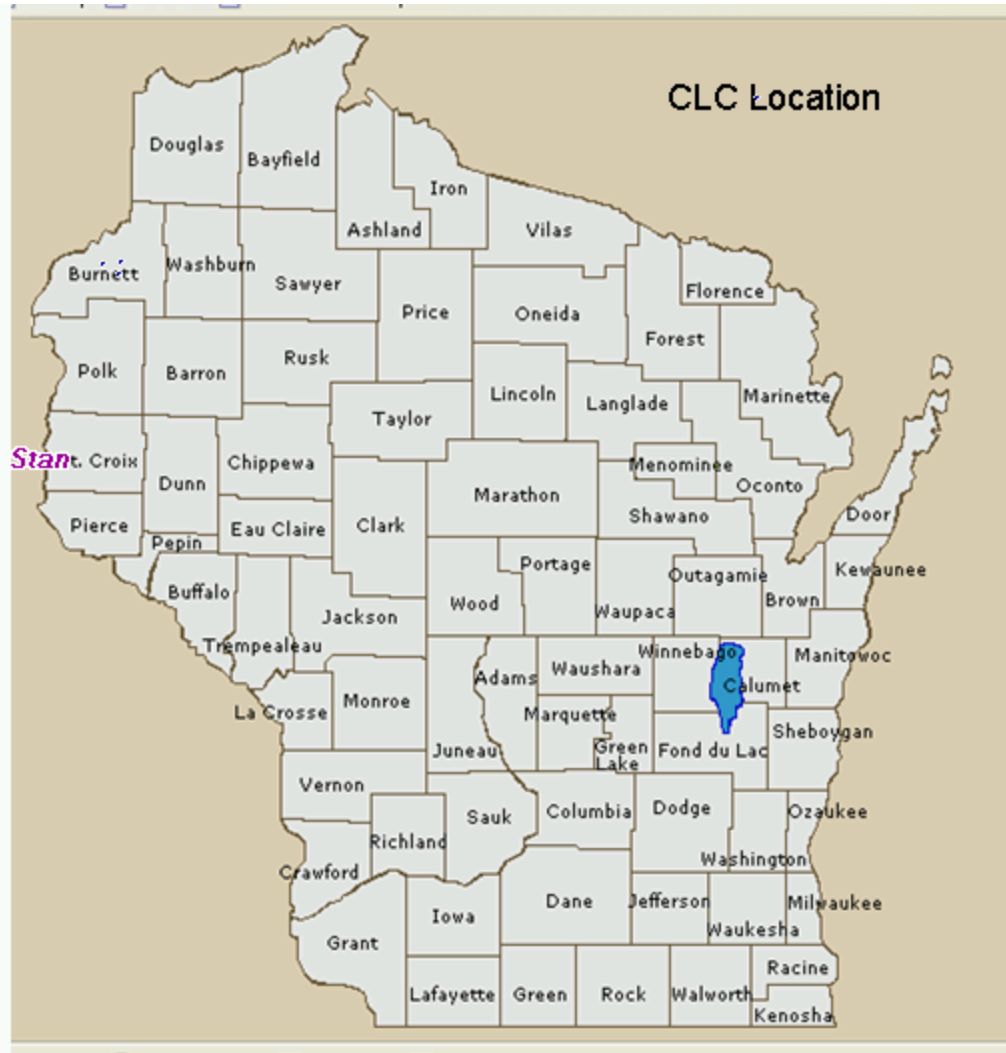 CLC Location
Douglas
Bayfield
Iron
Ashland
Vilas
Burnett
Washburn
Sawyer
Florence
Price
Oneida
Forest
Rusk
Polk
Barron
Lincoln
Marinette
Langlade
Taylor
Stant. Croix
Chippewa
Menominee
Dunn
Oconto
Marathon
Door
Shawano
Pierce
Eau Claire
Clark
Pepin
Portage
Kewaunee
Outagamie
Buffalo
Brown
Wood
Waupaca
Jackson
Trempealeau
Winnebago
Manitowoc
Waushara
Adams
Calumet
Monroe
La Crosse
Marquette
Sheboygan
Juneau
Green
Lake
Fond du Lac
Vernon
Dodge
Columbia
Ozaukee
Sauk
Richland
Washington
Crawford
Dane
Jefferson
Milwaukee
Iowa
Waukesha
Grant
Racine
Lafayette
Green
Rock
Walworth
Kenosha